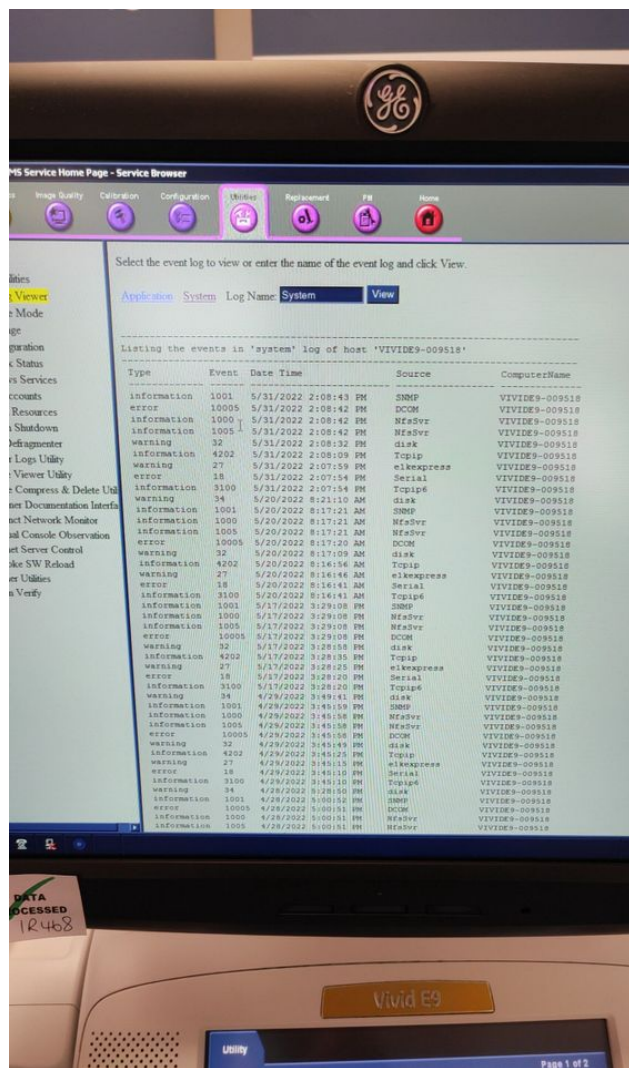 GE
MS Service Home Page - Service Browser
Image Quality Calibration Configuration Utilities Replacement PM Home
Select the event log to view or enter the name of the event log and click View.
Application System Log Name: System View
Listing the events in 'system' log of host 'VIVIDE9-009518'
Type Event Date Time Source ComputerName
information 1001 5/31/2022 2:08:43 PM SNMP VIVIDE9-009518
error 10005 5/31/2022 2:08:42 PM DCOM VIVIDE9-009518
information 1000 5/31/2022 2:08:42 PM NfsSvr VIVIDE9-009518
information 1005 5/31/2022 2:08:42 PM NfsSvr VIVIDE9-009518
warning 32 5/31/2022 2:08:32 PM disk VIVIDE9-009518
information 4202 5/31/2022 2:08:09 PM Tcpip VIVIDE9-009518
warning 27 5/31/2022 2:07:59 PM e1kexpress VIVIDE9-009518
error 18 5/31/2022 2:07:54 PM Serial VIVIDE9-009518
information 3100 5/31/2022 2:07:54 PM Tcpip6 VIVIDE9-009518
warning 34 5/20/2022 8:21:10 AM disk VIVIDE9-009518
information 1001 5/20/2022 8:17:21 AM SNMP VIVIDE9-009518
information 1000 5/20/2022 8:17:21 AM NfsSvr VIVIDE9-009518
information 1005 5/20/2022 8:17:21 AM NfsSvr VIVIDE9-009518
error 10005 5/20/2022 8:17:20 AM DCOM VIVIDE9-009518
warning 32 5/20/2022 8:17:09 AM disk VIVIDE9-009518
information 4202 5/20/2022 8:16:56 AM Tcpip VIVIDE9-009518
warning 27 5/20/2022 8:16:46 AM e1kexpress VIVIDE9-009518
error 18 5/20/2022 8:16:41 AM Serial VIVIDE9-009518
information 3100 5/20/2022 8:16:41 AM Tcpip6 VIVIDE9-009518
information 1001 5/17/2022 3:29:08 PM SNMP VIVIDE9-009518
information 1000 5/17/2022 3:29:08 PM NfsSvr VIVIDE9-009518
information 1005 5/17/2022 3:29:08 PM NfsSvr VIVIDE9-009518
error 10005 5/17/2022 3:29:08 PM DCOM VIVIDE9-009518
warning 32 5/17/2022 3:28:58 PM disk VIVIDE9-009518
information 4202 5/17/2022 3:28:35 PM Tcpip VIVIDE9-009518
warning 27 5/17/2022 3:28:25 PM e1kexpress VIVIDE9-009518
error 18 5/17/2022 3:28:20 PM Serial VIVIDE9-009518
information 3100 5/17/2022 3:28:20 PM Tcpip6 VIVIDE9-009518
warning 34 4/29/2022 3:49:41 PM disk VIVIDE9-009518
information 1001 4/29/2022 3:45:59 PM SNMP VIVIDE9-009518
information 1000 4/29/2022 3:45:58 PM NfsSvr VIVIDE9-009518
information 1005 4/29/2022 3:45:58 PM NfsSvr VIVIDE9-009518
error 10005 4/29/2022 3:45:58 PM DCOM VIVIDE9-009518
warning 32 4/29/2022 3:45:49 PM disk VIVIDE9-009518
information 4202 4/29/2022 3:45:25 PM Tcpip VIVIDE9-009518
warning 27 4/29/2022 3:45:15 PM e1kexpress VIVIDE9-009518
error 18 4/29/2022 3:45:10 PM Serial VIVIDE9-009518
information 3100 4/29/2022 3:45:10 PM Tcpip6 VIVIDE9-009518
warning 34 4/28/2022 5:28:50 PM disk VIVIDE9-009518
information 1001 4/28/2022 5:00:52 PM SNMP VIVIDE9-009518
error 10005 4/28/2022 5:00:51 PM DCOM VIVIDE9-009518
information 1000 4/28/2022 5:00:51 PM NfsSvr VIVIDE9-009518
information 1005 4/28/2022 5:00:51 PM NfsSvr VIVIDE9-009518
ilities
Viewer
Mode
ge
guration
Status
s Services
ccounts
Resources
Shutdown
Defragmenter
r Logs Utility
Viewer Utility
Compress & Delete Util
ner Documentation Interfa
nct Network Monitor
al Console Observation
net Server Control
oke SW Reload
ser Utilities
n Verify
DATA
OCESSED
IR468
Vivid E9
Utility
Page 1 of 2